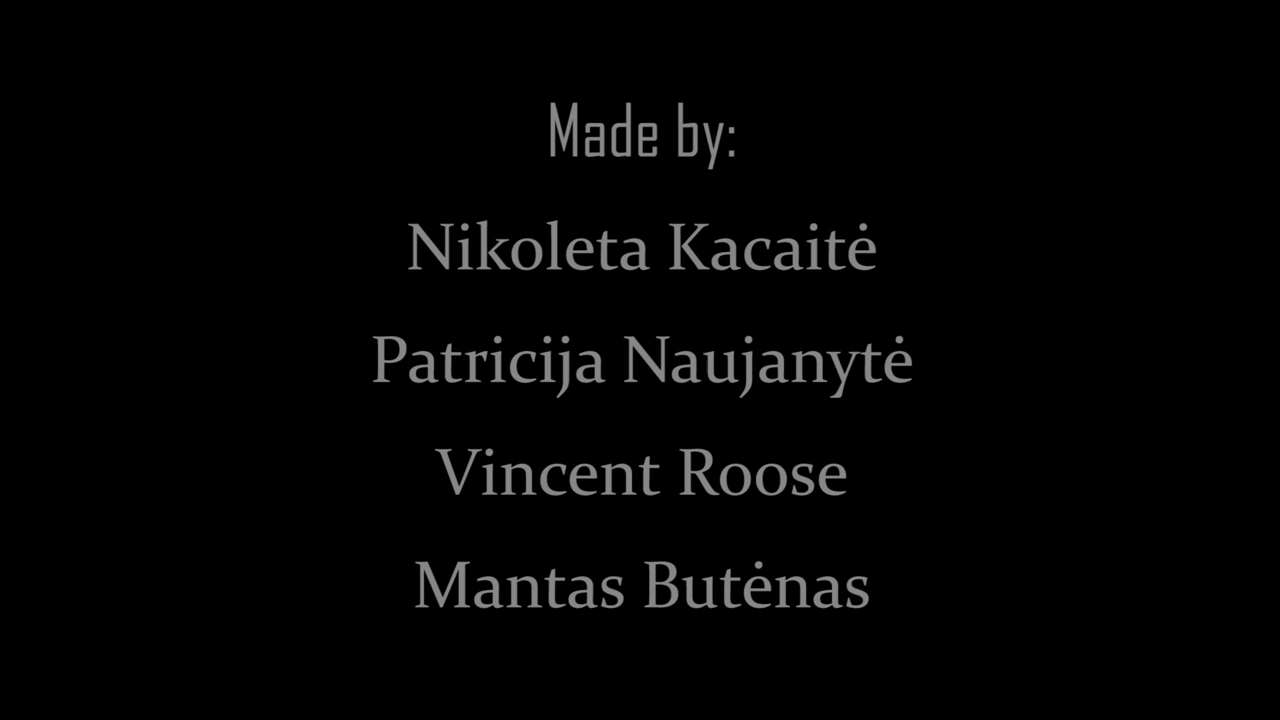 Made by:
Nikoleta Kacaitė
Patricija Naujanytė
Vincent Roose
Mantas Butėnas